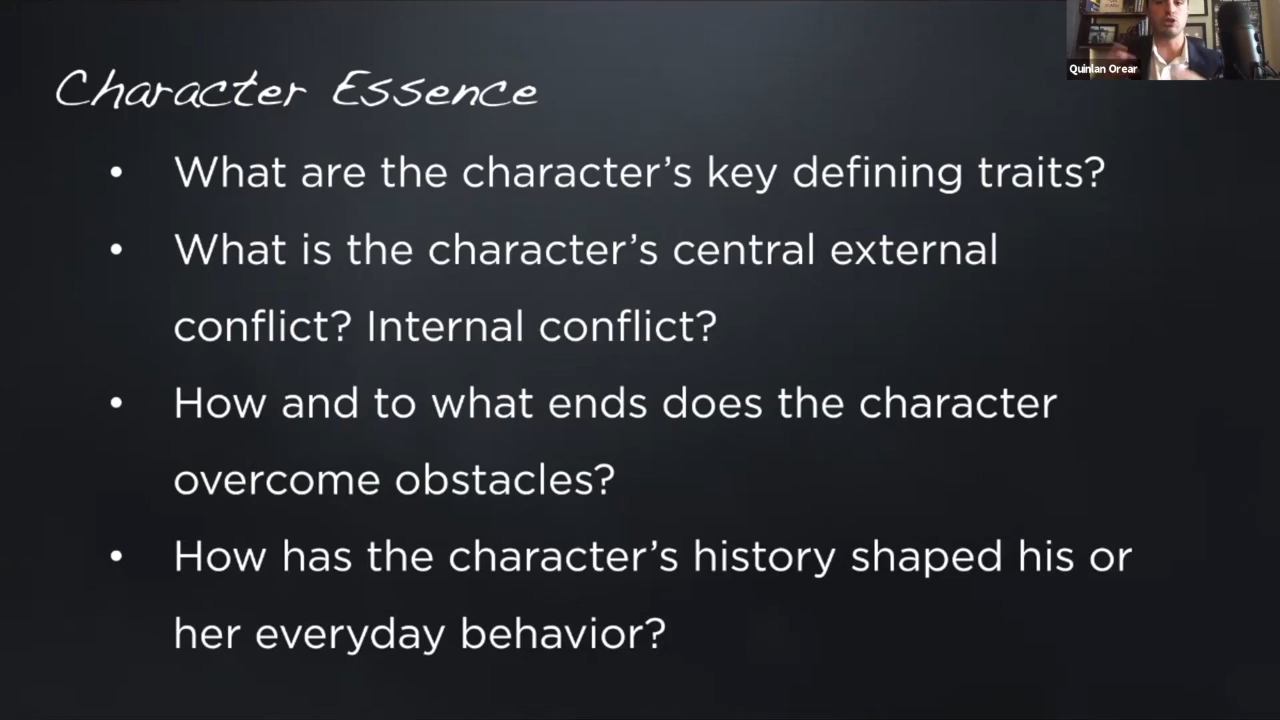 Character Essence
• What are the character’s key defining traits?
• What is the character’s central external
conflict? Internal conflict?
• How and to what ends does the character
overcome obstacles?
• How has the character’s history shaped his or
her everyday behavior?
Quinlan Orear